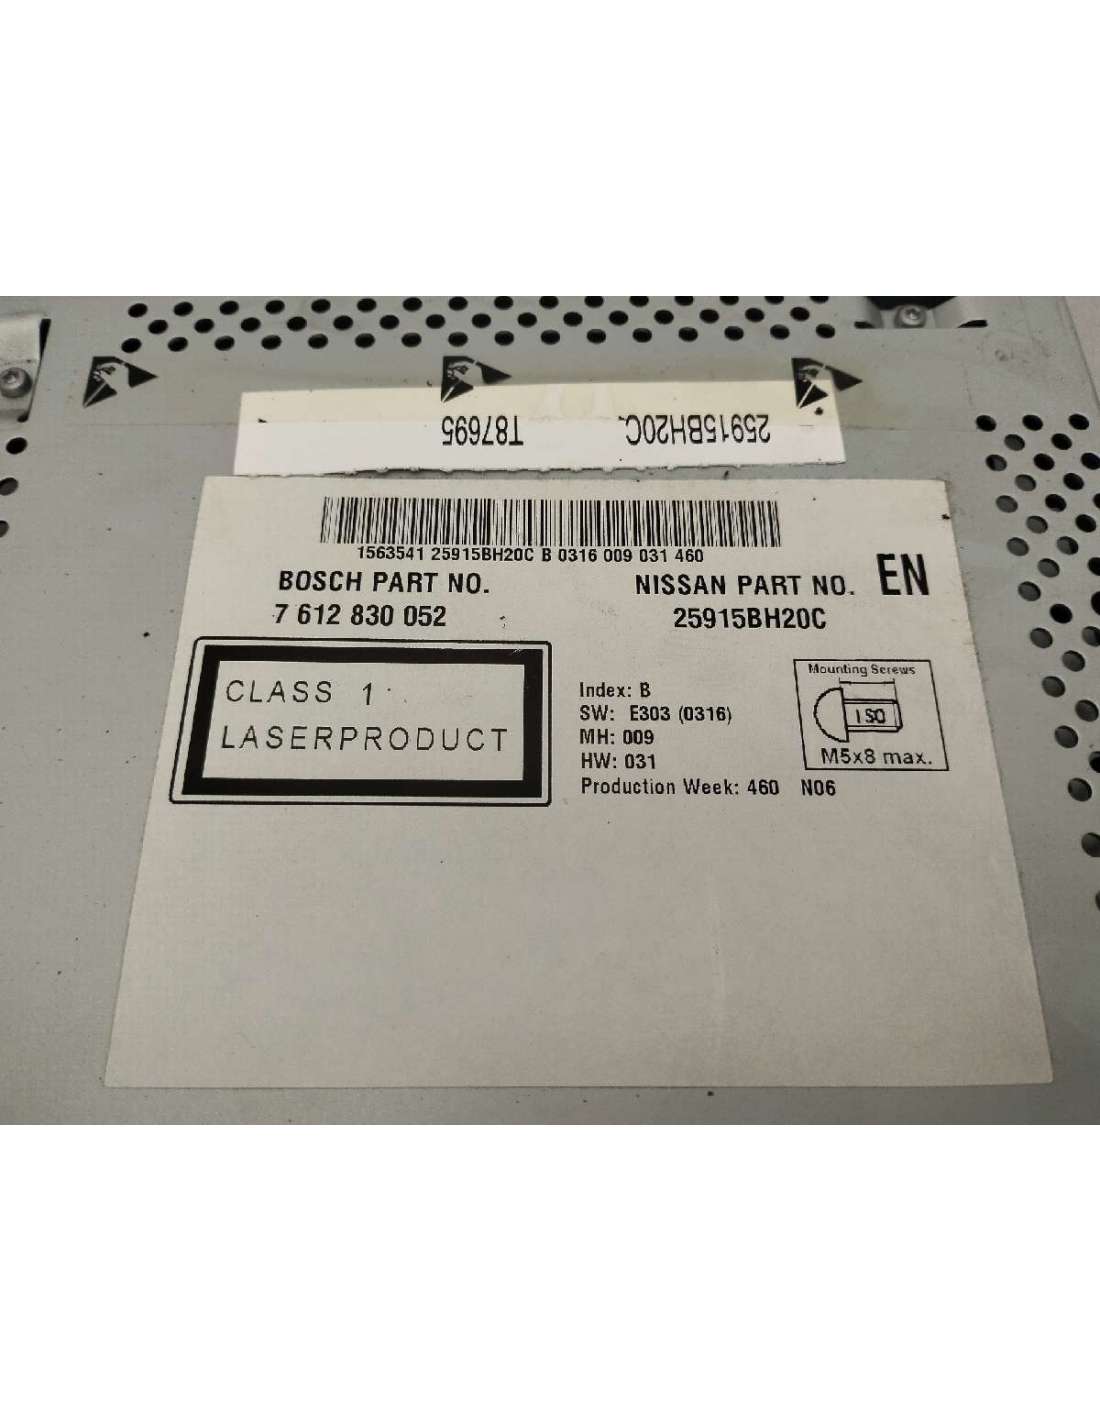 25915BH20C. T87695
1563541 25915BH20C B 0316 009 031 460
BOSCH PART NO.
7 612 830 052
NISSAN PART NO.
25915BH20C
EN
CLASS 1
LASERPRODUCT
Index: B
SW: E303 (0316)
MH: 009
HW: 031
Production Week: 460 N06
Mounting Screws
ISO
M5x8 max.